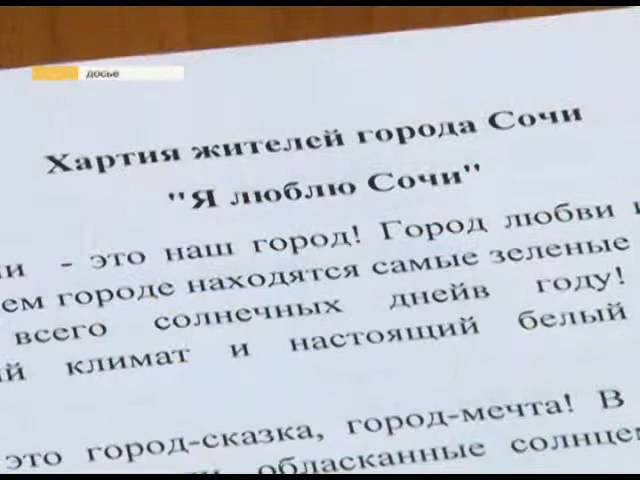 досье
Хартия жителей города Сочи
"Я люблю Сочи"
- это наш город! Город любви
городе находятся самые зеленые
всего солнечных днейв году!
климат и настоящий белый
это город-сказка, город-мечта! В
обласканные